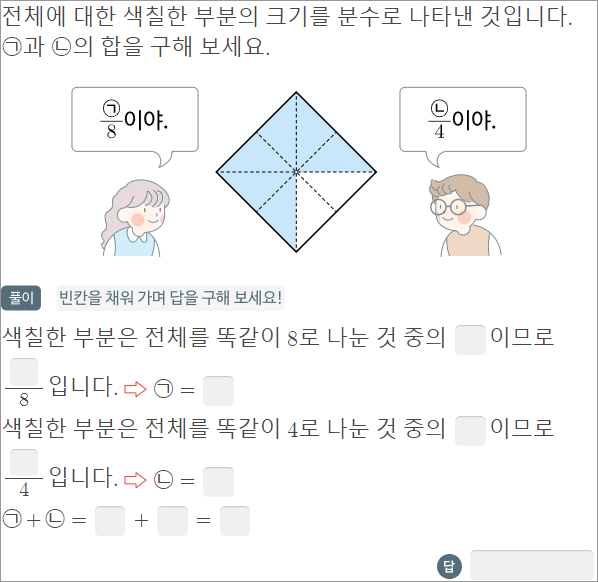 전체에 대한 색칠한 부분의 크기를 분수로 나타낸 것입니다.
㉠과 ㉡의 합을 구해 보세요.
㉠/8 이야.
㉡/4 이야.
풀이 빈칸을 채워 가며 답을 구해 보세요!
색칠한 부분은 전체를 똑같이 8로 나눈 것 중의 이므로
/8 입니다. ⇨ ㉠ =
색칠한 부분은 전체를 똑같이 4로 나눈 것 중의 이므로
/4 입니다. ⇨ ㉡ =
㉠+㉡ = + =
답